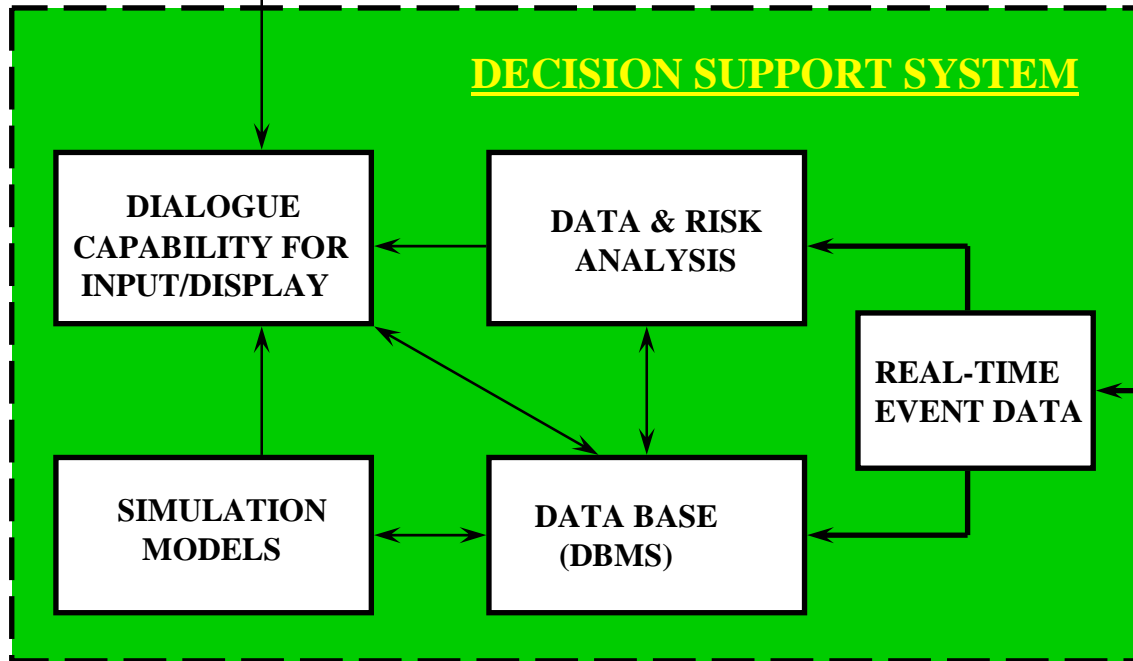 DECISION SUPPORT SYSTEM
DIALOGUE
CAPABILITY FOR
INPUT/DISPLAY
DATA & RISK
ANALYSIS
REAL-TIME
EVENT DATA
SIMULATION
MODELS
DATA BASE
(DBMS)